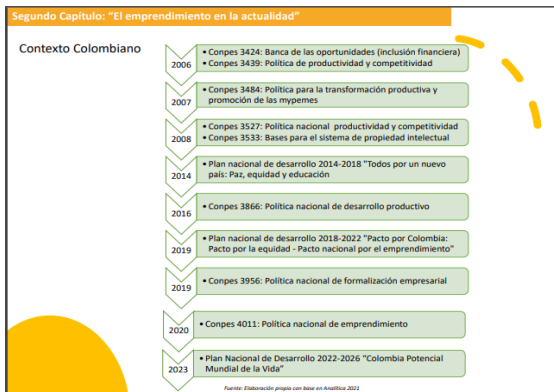 Segundo Capítulo: "El emprendimiento en la actualidad"
Contexto Colombiano
2006
• Conpes 3424: Banca de las oportunidades (inclusión financiera)
• Conpes 3439: Política de productividad y competitividad
2007
• Conpes 3484: Política para la transformación productiva y
promoción de las mypemes
2008
• Conpes 3527: Política nacional productividad y competitividad
• Conpes 3533: Bases para el sistema de propiedad intelectual
2014
• Plan nacional de desarrollo 2014-2018 "Todos por un nuevo
país: Paz, equidad y educación
2016
• Conpes 3866: Política nacional de desarrollo productivo
2019
• Plan nacional de desarrollo 2018-2022 "Pacto por Colombia:
Pacto por la equidad - Pacto nacional por el emprendimiento"
2019
• Conpes 3956: Política nacional de formalización empresarial
2020
• Conpes 4011: Política nacional de emprendimiento
2023
• Plan Nacional de Desarrollo 2022-2026 "Colombia Potencial
Mundial de la Vida"
Fuente: Elaboración propia con base en Analítica 2021